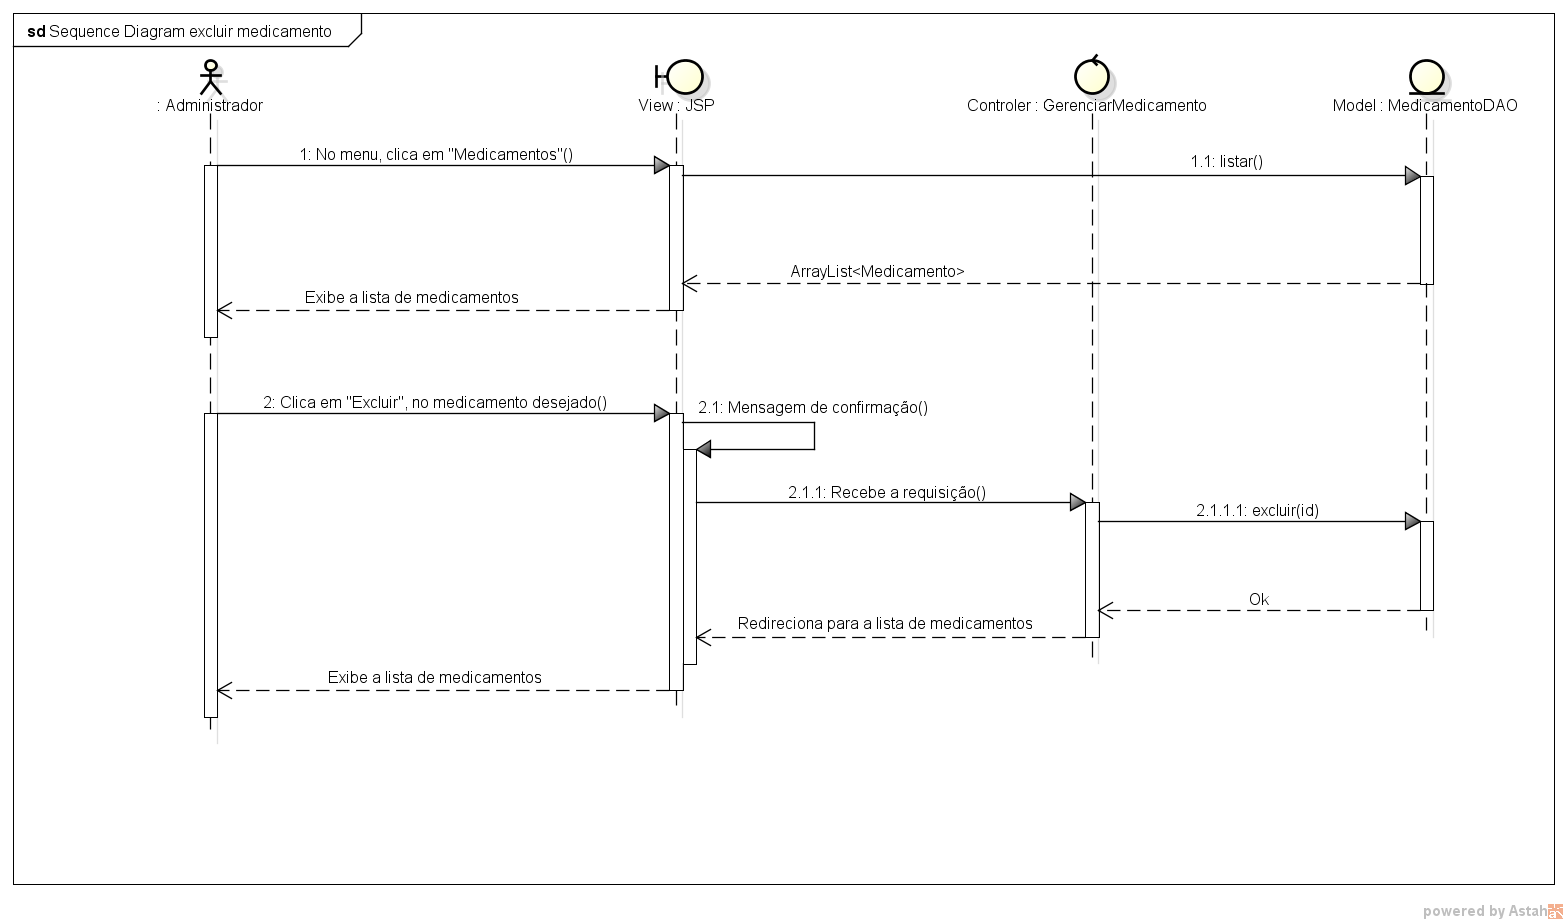 sd Sequence Diagram excluir medicamento
: Administrador
View : JSP
Controler : GerenciarMedicamento
Model : MedicamentoDAO
1: No menu, clica em "Medicamentos"()
1.1: listar()
ArrayList<Medicamento>
Exibe a lista de medicamentos
2: Clica em "Excluir", no medicamento desejado()
2.1: Mensagem de confirmação()
2.1.1: Recebe a requisição()
2.1.1.1: excluir(id)
Ok
Redireciona para a lista de medicamentos
Exibe a lista de medicamentos
powered by Astah